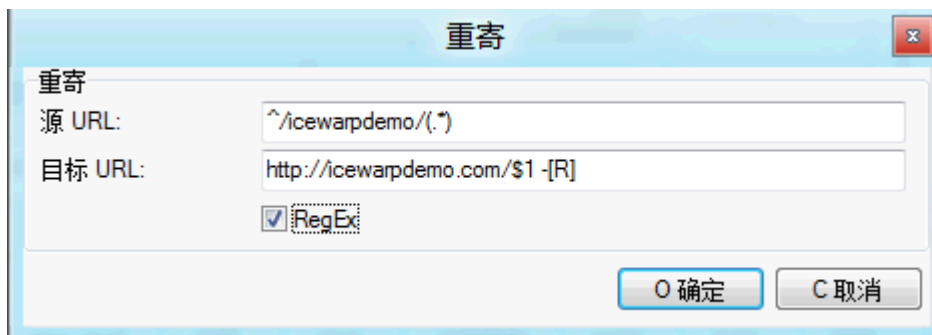 重寄
重寄
源 URL: ^/icewarpdemo/(.*)
目标 URL: http://icewarpdemo.com/$1 -[R]
RegEx
O 确定 C 取消